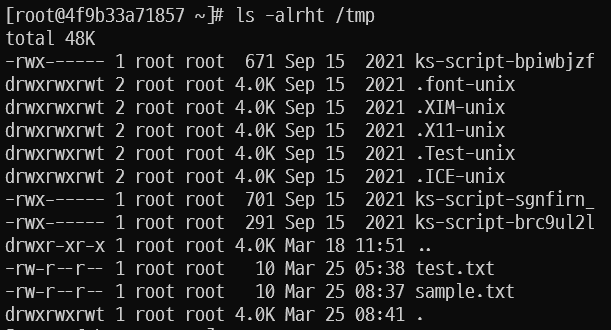 [root@4f9b33a71857 ~]# ls -alrht /tmp
total 48K
-rwx------ 1 root root  671 Sep 15  2021 ks-script-bpiwbjzf
drwxrwxrwt 2 root root 4.0K Sep 15  2021 .font-unix
drwxrwxrwt 2 root root 4.0K Sep 15  2021 .XIM-unix
drwxrwxrwt 2 root root 4.0K Sep 15  2021 .X11-unix
drwxrwxrwt 2 root root 4.0K Sep 15  2021 .Test-unix
drwxrwxrwt 2 root root 4.0K Sep 15  2021 .ICE-unix
-rwx------ 1 root root  701 Sep 15  2021 ks-script-sgnfirn_
-rwx------ 1 root root  291 Sep 15  2021 ks-script-brc9ul2l
drwxr-xr-x 1 root root 4.0K Mar 18 11:51 ..
-rw-r--r-- 1 root root   10 Mar 25 05:38 test.txt
-rw-r--r-- 1 root root   10 Mar 25 08:37 sample.txt
drwxrwxrwt 1 root root 4.0K Mar 25 08:41 .